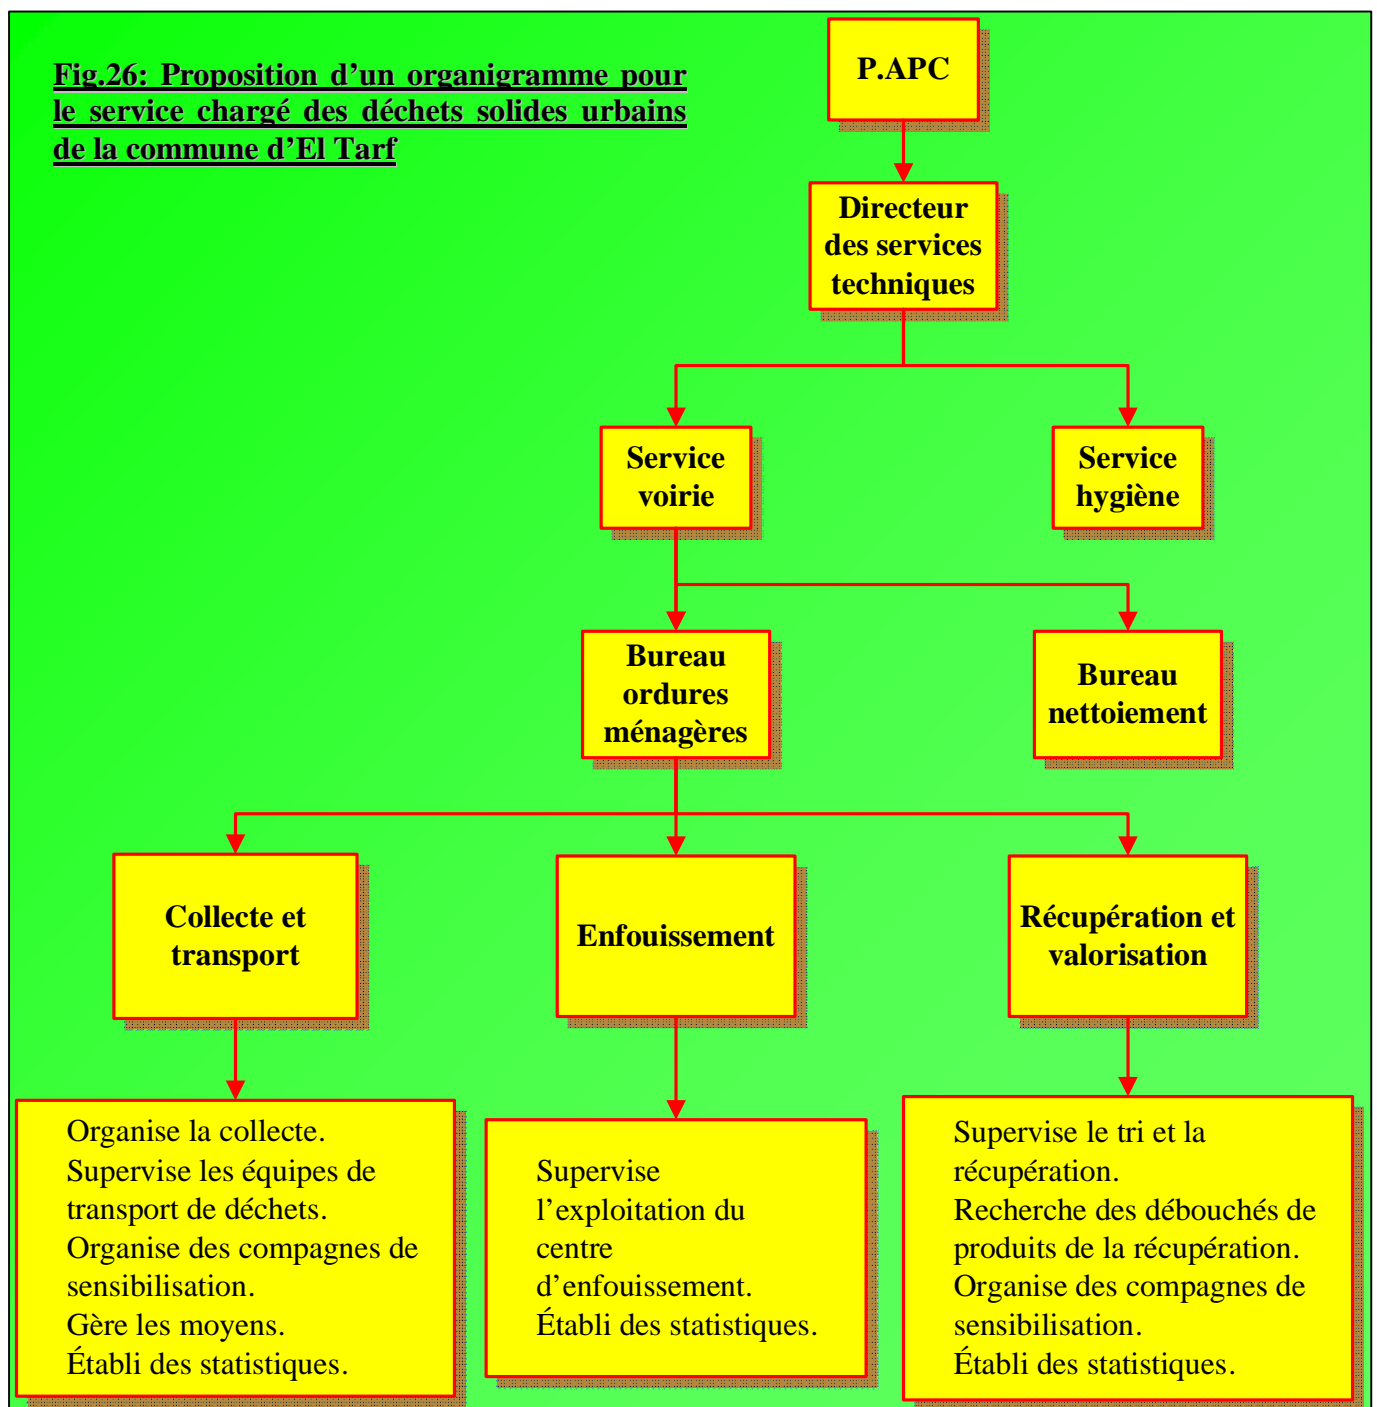 Fig.26: Proposition d’un organigramme pour
le service chargé des déchets solides urbains
de la commune d’El Tarf
P.APC
Directeur
des services
techniques
Service
voirie
Service
hygiène
Bureau
ordures
ménagères
Bureau
nettoiement
Collecte et
transport
Enfouissement
Récupération et
valorisation
Organise la collecte.
Supervise les équipes de
transport de déchets.
Organise des compagnes de
sensibilisation.
Gère les moyens.
Établi des statistiques.
Supervise
l’exploitation du
centre
d’enfouissement.
Établi des statistiques.
Supervise le tri et la
récupération.
Recherche des débouchés de
produits de la récupération.
Organise des compagnes de
sensibilisation.
Établi des statistiques.